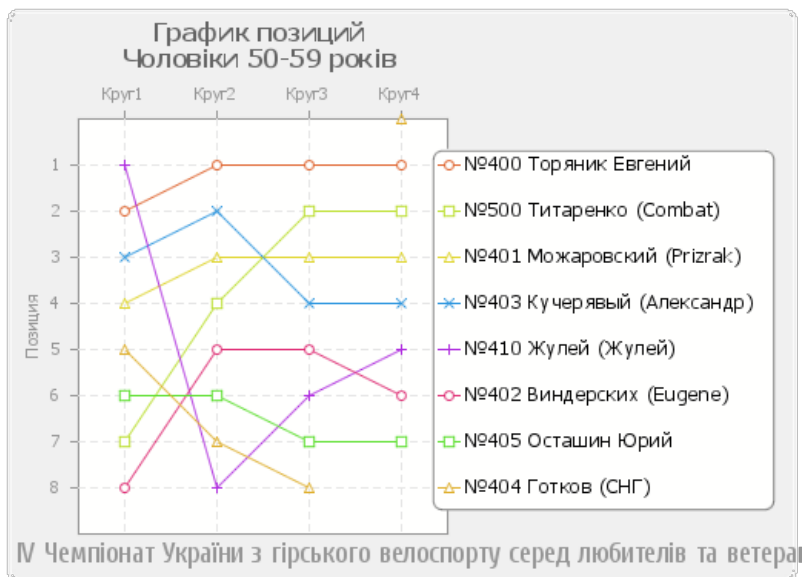 График позиций
Чоловіки 50-59 років
Круг1 Круг2 Круг3 Круг4
Позиция
1
2
3
4
5
6
7
8
№400 Торяник Евгений
№500 Титаренко (Combat)
№401 Можаровский (Prizrak)
№403 Кучерявый (Александр)
№410 Жулей (Жулей)
№402 Виндерских (Eugene)
№405 Осташин Юрий
№404 Готков (СНГ)
IV Чемпіонат України з гірського велоспорту серед любителів та